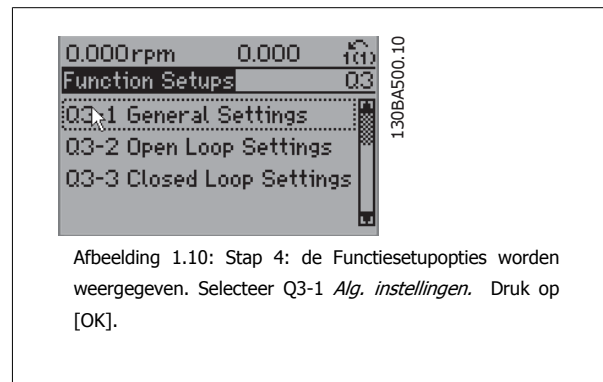 0.000rpm 0.000 1(1)
Function Setups Q3
Q3-1 General Settings
Q3-2 Open Loop Settings
Q3-3 Closed Loop Settings
130BA500.10
Afbeelding 1.10: Stap 4: de Functiesetupopties worden
weergegeven. Selecteer Q3-1 Alg. instellingen. Druk op
[OK].